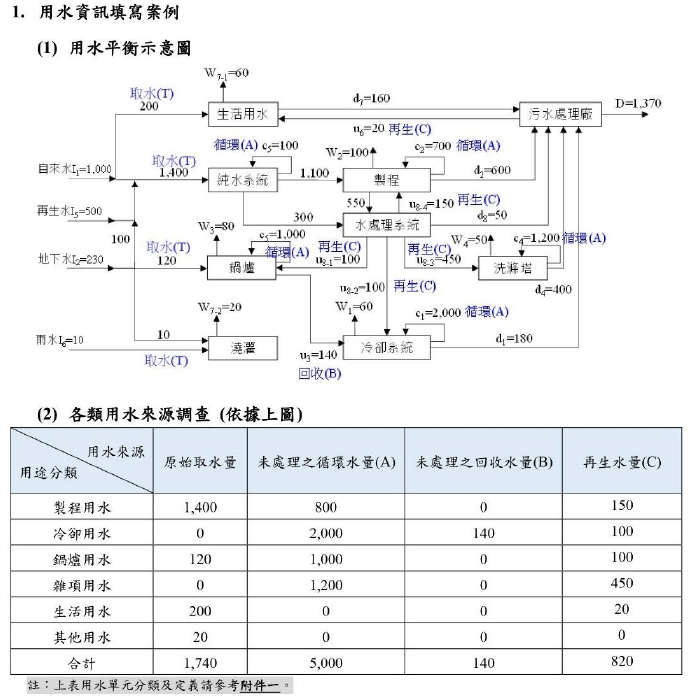 1. 用水資訊填寫案例
(1) 用水平衡示意圖
W₇₋₁=60
取水(T)
200
生活用水
d₇=160
污水處理廠
D=1,370
u₆=20 再生(C)
循環(A) c₅=100
W₂=100
c₂=700 循環(A)
自來水I₁=1,000
取水(T)
1,400
純水系統
1,100
製程
d₂=600
550
u₈₋₄=150 再生(C)
再生水I₅=500
300
水處理系統
d₈=50
100
W₃=80
c₃=1,000
循環(A)
再生(C)
u₈₋₁=100
再生(C)
u₈₋₃=450
W₄=50
c₄=1,200 循環(A)
地下水I₂=230
取水(T)
120
鍋爐
洗滌塔
d₄=400
u₈₋₂=100 再生(C)
W₇₋₂=20
W₁=60
c₁=2,000 循環(A)
雨水I₆=10
10
取水(T)
澆灌
u₃=140
回收(B)
冷卻系統
d₁=180
(2) 各類用水來源調查 (依據上圖)
用水來源
用途分類
原始取水量 未處理之循環水量(A) 未處理之回收水量(B) 再生水量(C)
製程用水 1,400 800 0 150
冷卻用水 0 2,000 140 100
鍋爐用水 120 1,000 0 100
雜項用水 0 1,200 0 450
生活用水 200 0 0 20
其他用水 20 0 0 0
合計 1,740 5,000 140 820
註：上表用水單元分類及定義請參考附件一。